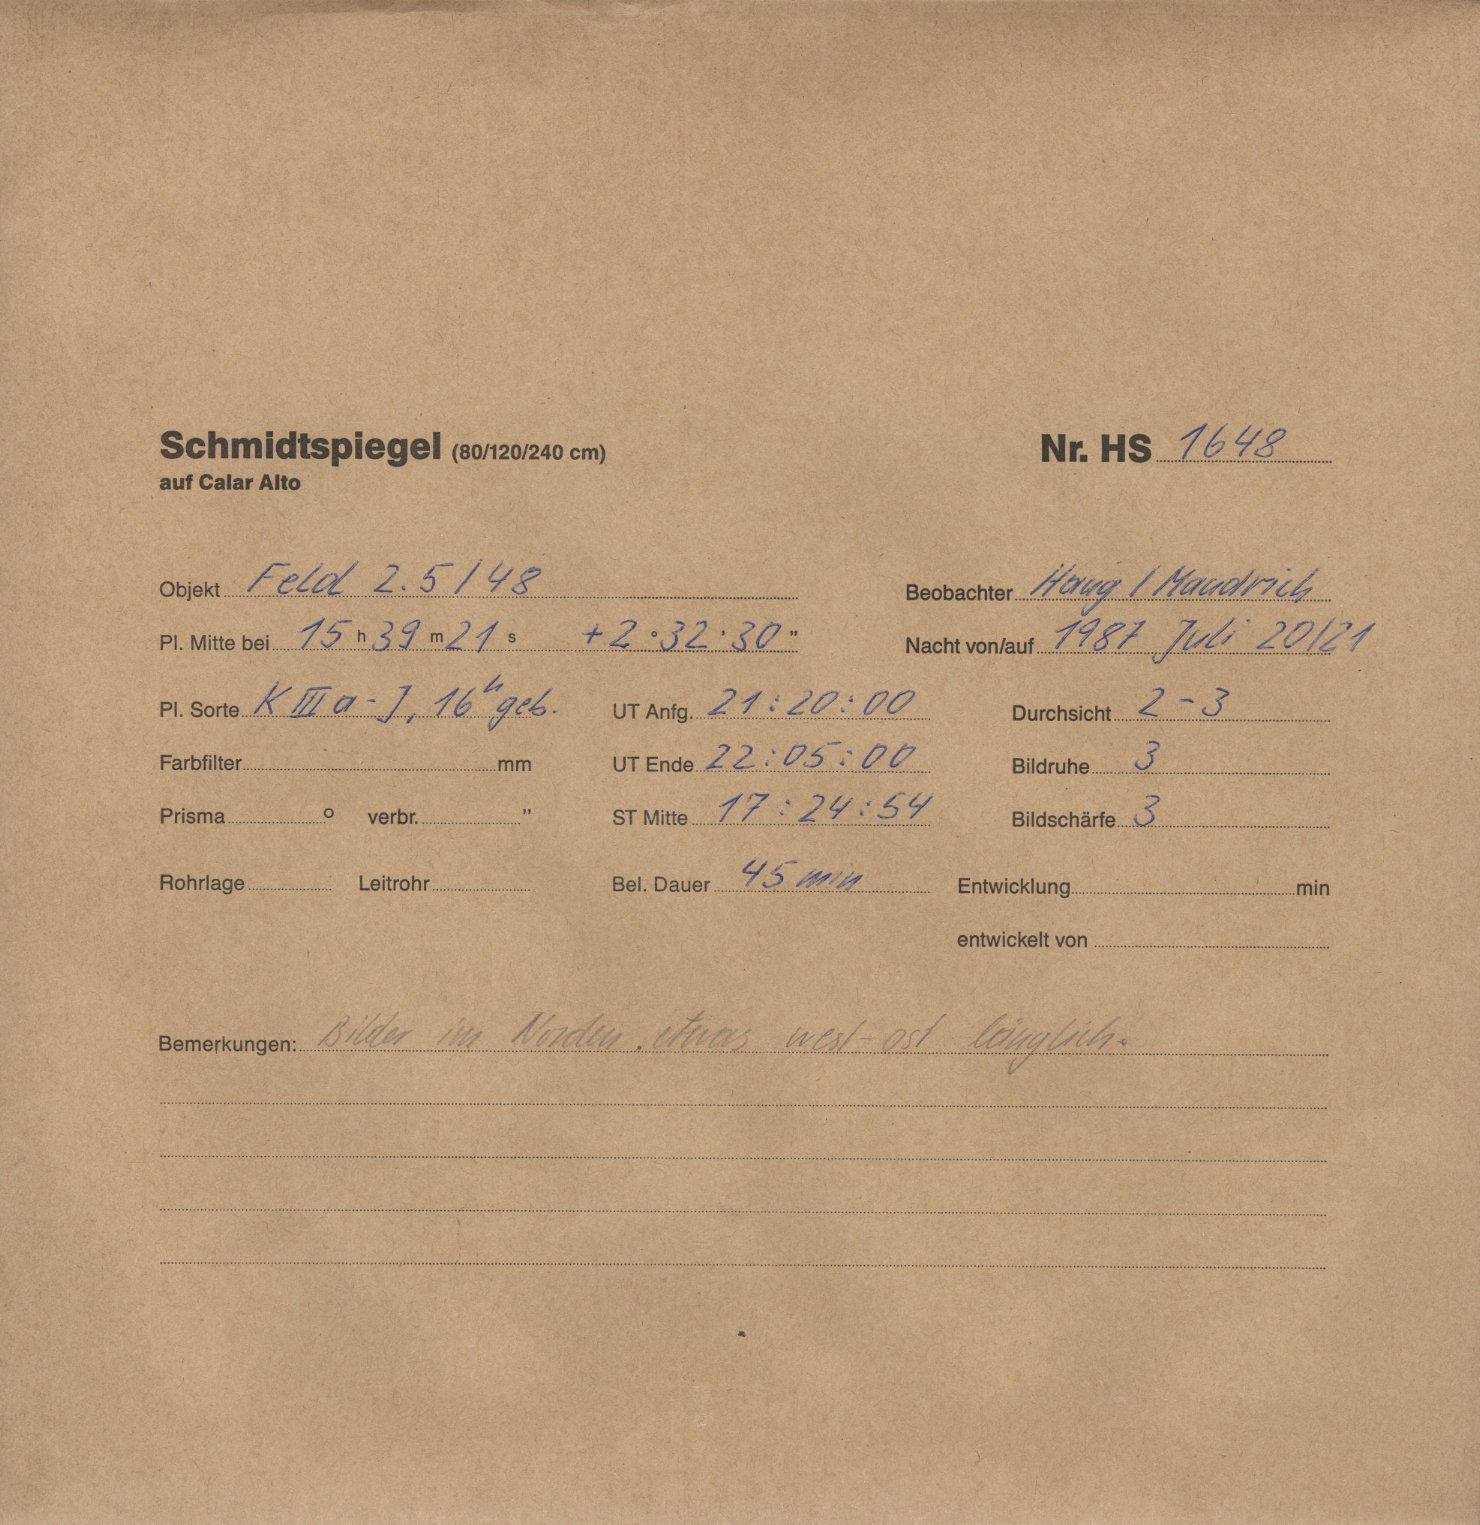 Schmidtspiegel (80/120/240 cm) Nr. HS 1648
auf Calar Alto
Objekt Feld 2.5/48 Beobachter Haug / Mandrich
Pl. Mitte bei 15 h 39 m 21 s +2 ° 32 ' 30 " Nacht von/auf 1987 Juli 20/21
Pl. Sorte K III a-J, 16h geb. UT Anfg. 21:20:00 Durchsicht 2-3
Farbfilter mm UT Ende 22:05:00 Bildruhe 3
Prisma ° verbr. " ST Mitte 17:24:54 Bildschärfe 3
Rohrlage Leitrohr Bel. Dauer 45 min Entwicklung min
entwickelt von
Bemerkungen: Bilder im Norden etwas west-ost länglich.